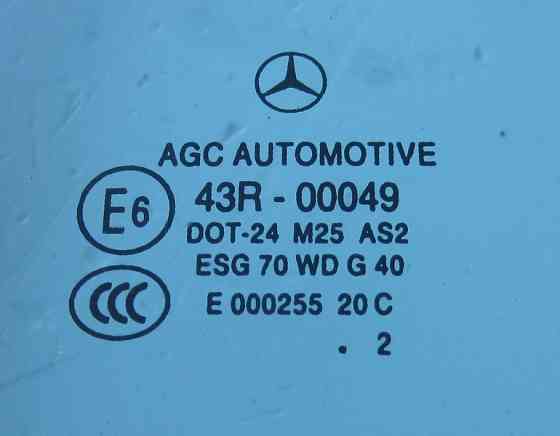 AGC AUTOMOTIVE
E6 43R - 00049
DOT-24 M25 AS2
ESG 70 WD G 40
CCC E 000255 20 C
. 2